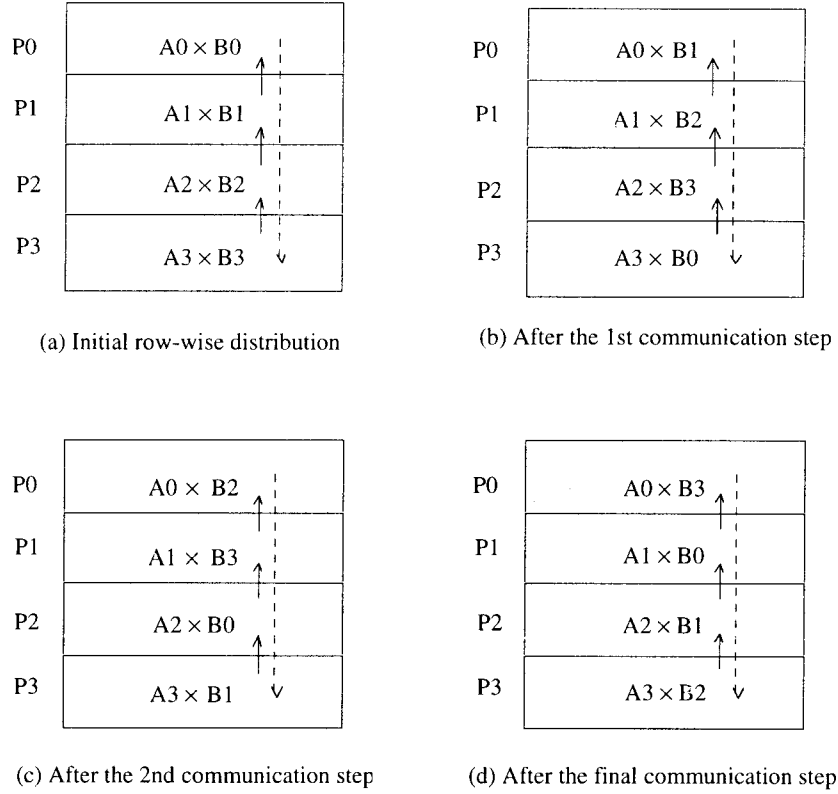 P0 A0 × B0
P1 A1 × B1
P2 A2 × B2
P3 A3 × B3
(a) Initial row-wise distribution
P0 A0 × B1
P1 A1 × B2
P2 A2 × B3
P3 A3 × B0
(b) After the 1st communication step
P0 A0 × B2
P1 A1 × B3
P2 A2 × B0
P3 A3 × B1
(c) After the 2nd communication step
P0 A0 × B3
P1 A1 × B0
P2 A2 × B1
P3 A3 × B2
(d) After the final communication step